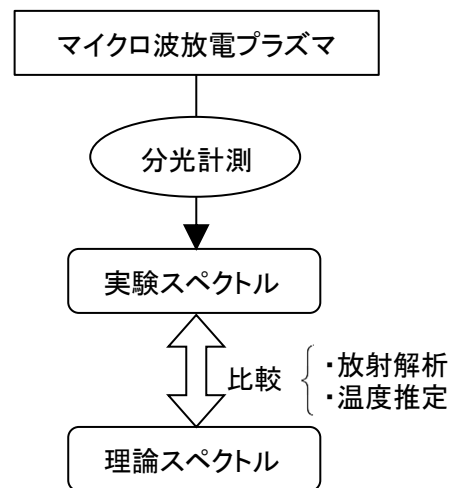 マイクロ波放電プラズマ
分光計測
実験スペクトル
比較
・放射解析
・温度推定
理論スペクトル